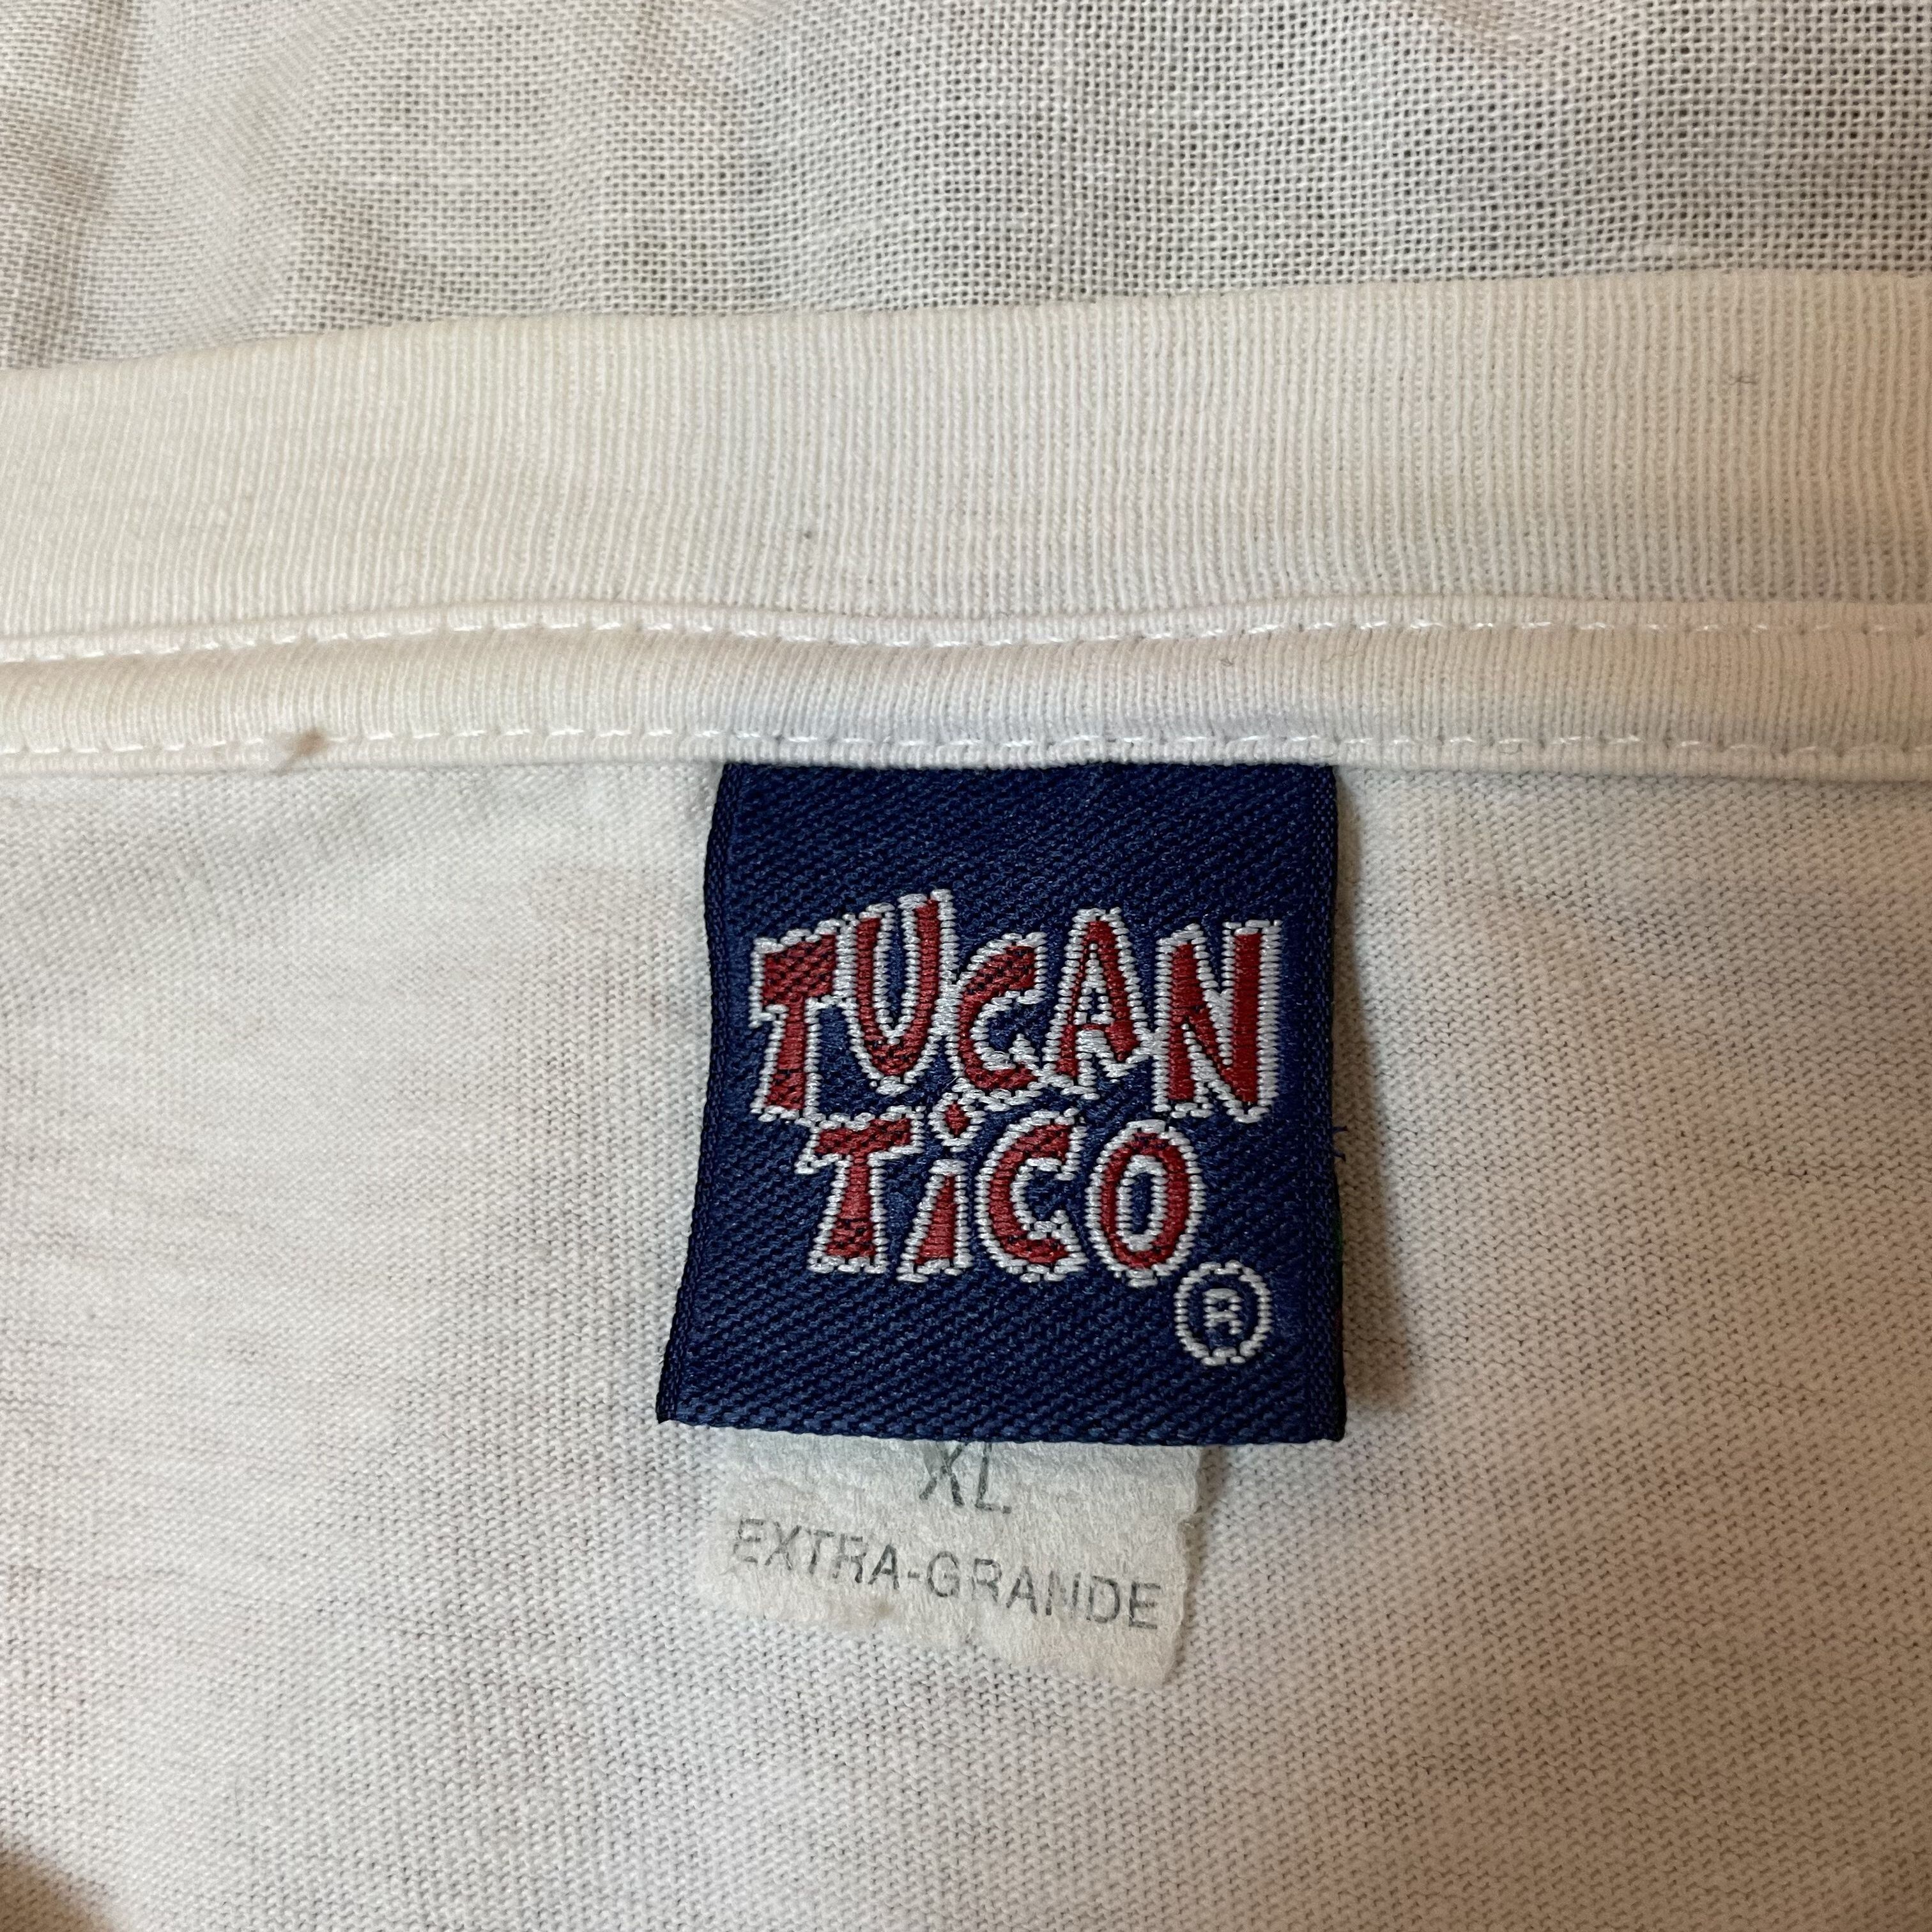 TUCAN
TiCO
®
XL
EXTRA-GRANDE